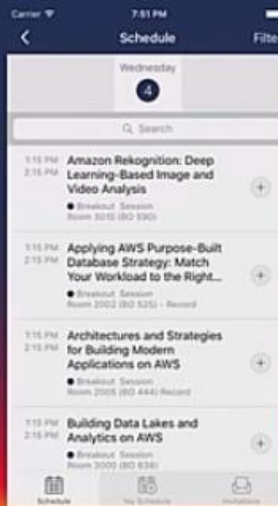 Carrier 7:51 PM
Schedule Filte
Wednesday
4
Search
1:15 PM Amazon Rekognition: Deep
2:15 PM Learning-Based Image and
Video Analysis
Breakout Session
Room 3010 (BO 590)
1:15 PM Applying AWS Purpose-Built
2:15 PM Database Strategy: Match
Your Workload to the Right...
Breakout Session
Room 2002 (BO 525) - Record
1:15 PM Architectures and Strategies
2:15 PM for Building Modern
Applications on AWS
Breakout Session
Room 2005 (BO 444) Record
1:15 PM Building Data Lakes and
2:15 PM Analytics on AWS
Breakout Session
Room 3000 (BO 638)
Schedule My Schedule Invitations